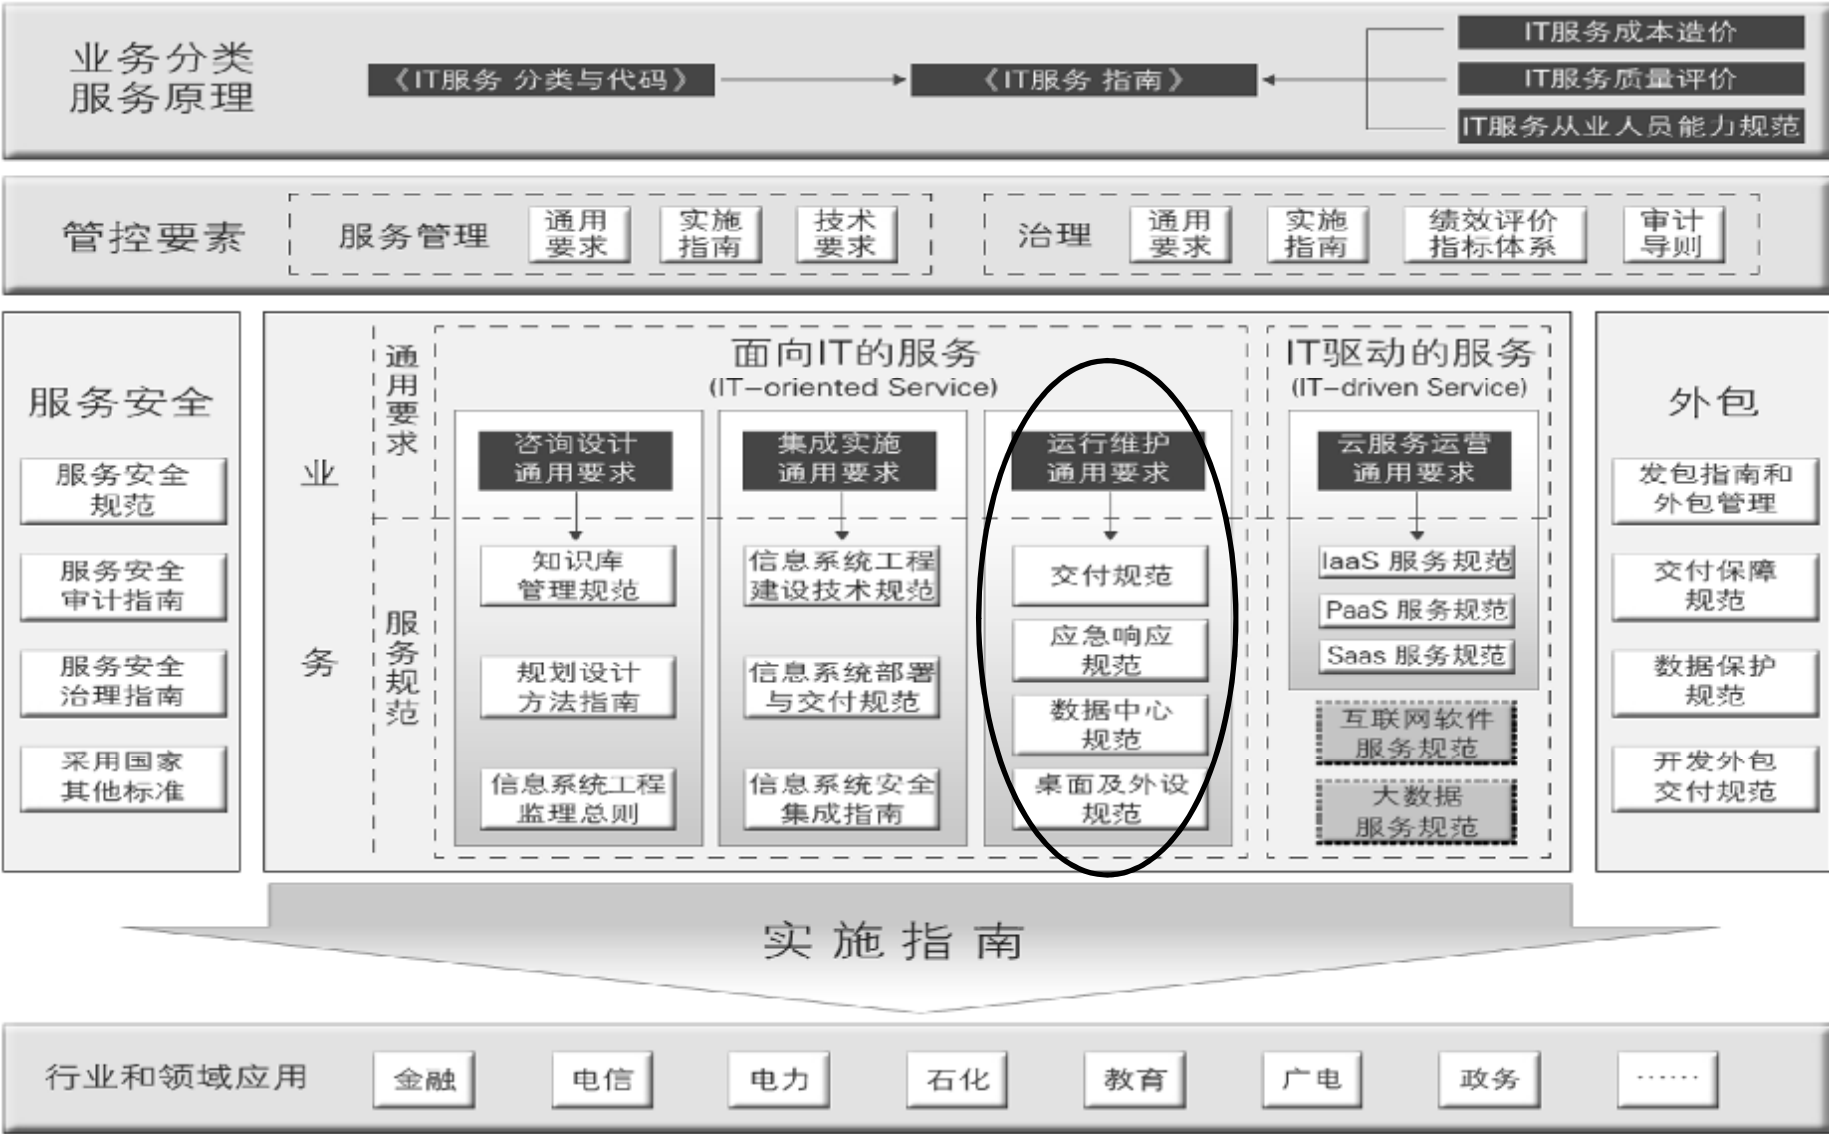 业务分类
服务原理
《IT服务 分类与代码》
《IT服务 指南》
IT服务成本造价
IT服务质量评价
IT服务从业人员能力规范
管控要素
服务管理
通用
要求
实施
指南
技术
要求
治理
通用
要求
实施
指南
绩效评价
指标体系
审计
导则
服务安全
服务安全
规范
服务安全
审计指南
服务安全
治理指南
采用国家
其他标准
业
务
通用要求
服务规范
面向IT的服务
(IT-oriented Service)
咨询设计
通用要求
知识库
管理规范
规划设计
方法指南
信息系统工程
监理总则
集成实施
通用要求
信息系统工程
建设技术规范
信息系统部署
与交付规范
信息系统安全
集成指南
运行维护
通用要求
交付规范
应急响应
规范
数据中心
规范
桌面及外设
规范
IT驱动的服务
(IT-driven Service)
云服务运营
通用要求
IaaS 服务规范
PaaS 服务规范
Saas 服务规范
互联网软件
服务规范
大数据
服务规范
外包
发包指南和
外包管理
交付保障
规范
数据保护
规范
开发外包
交付规范
实施指南
行业和领域应用
金融
电信
电力
石化
教育
广电
政务
……